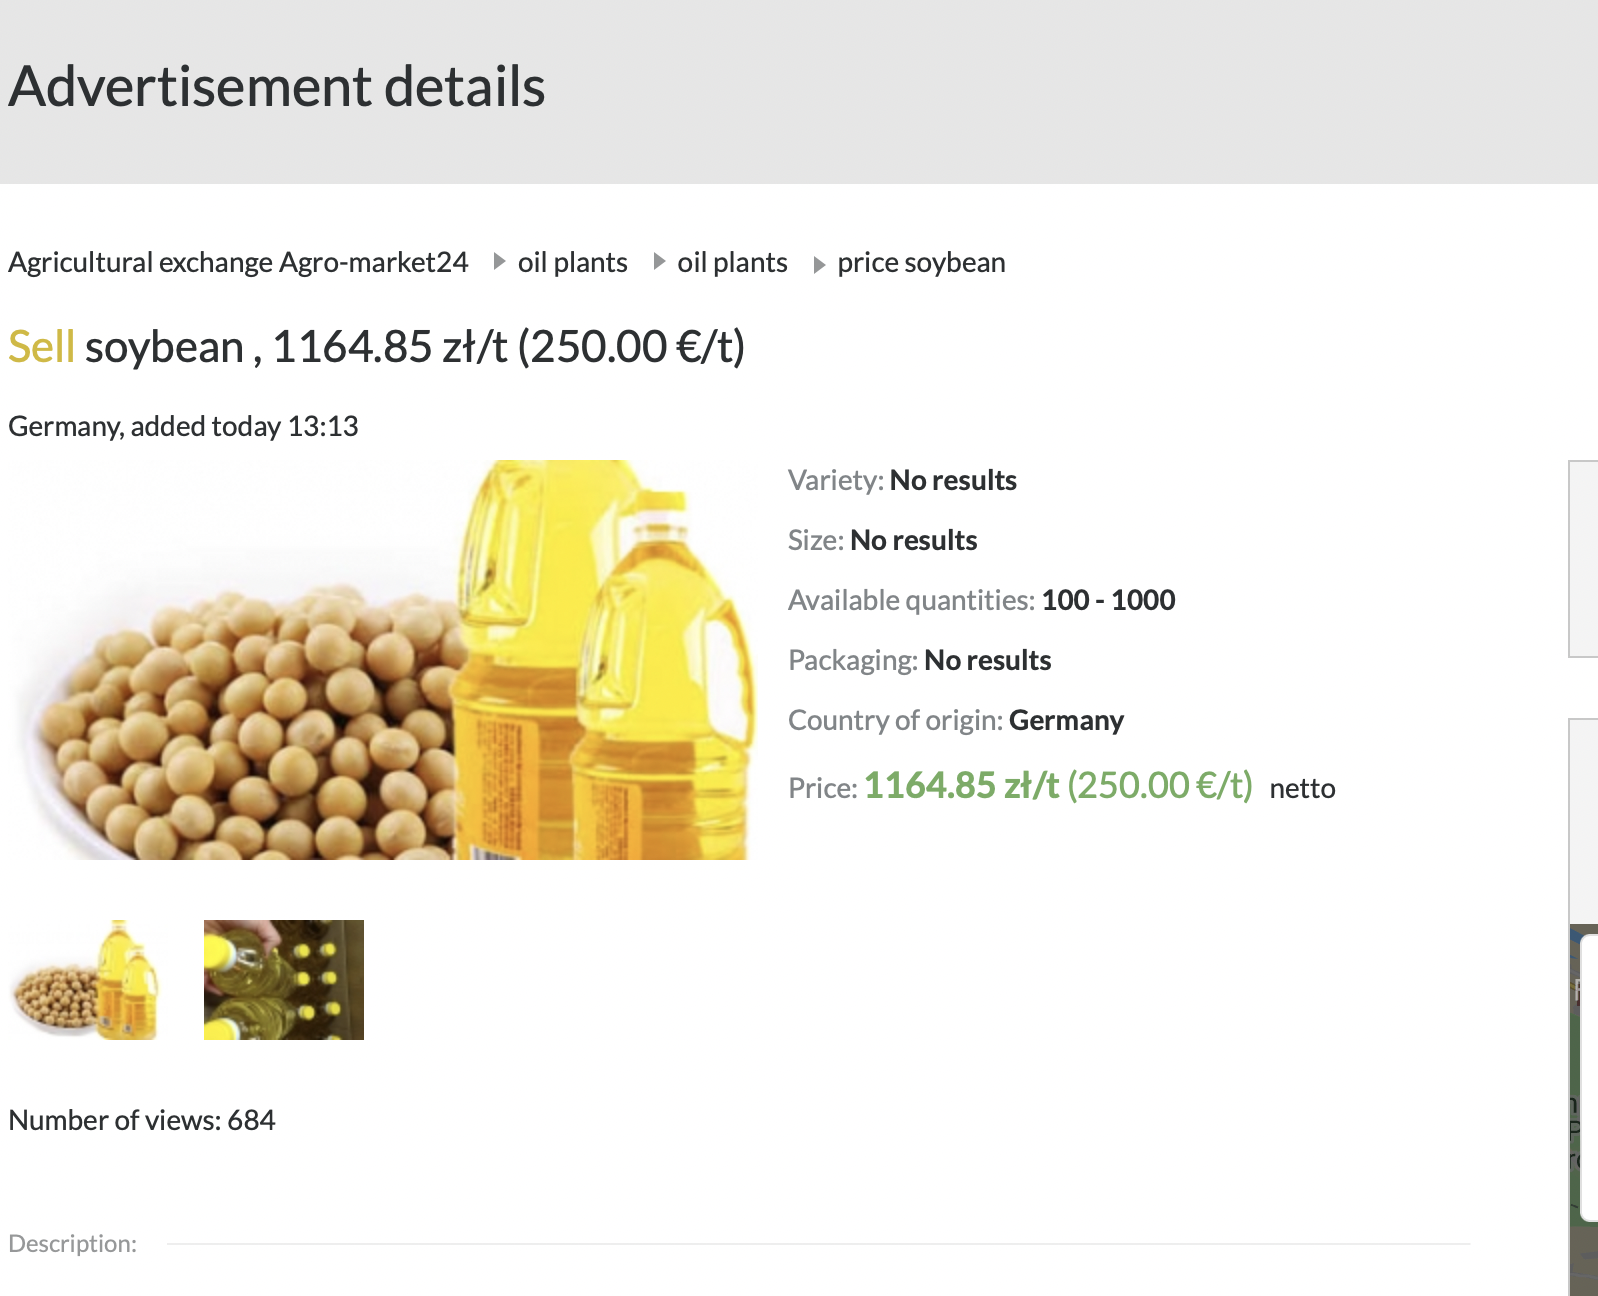 Advertisement details
Agricultural exchange Agro-market24 oil plants oil plants price soybean
Sell soybean , 1164.85 zł/t (250.00 €/t)
Germany, added today 13:13
Variety: No results
Size: No results
Available quantities: 100 - 1000
Packaging: No results
Country of origin: Germany
Price: 1164.85 zł/t (250.00 €/t) netto
Number of views: 684
Description: